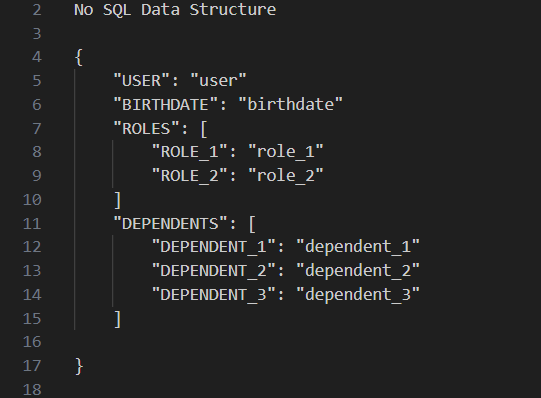 2 No SQL Data Structure
3
4 {
5     "USER": "user"
6     "BIRTHDATE": "birthdate"
7     "ROLES": [
8         "ROLE_1": "role_1"
9         "ROLE_2": "role_2"
10     ]
11     "DEPENDENTS": [
12         "DEPENDENT_1": "dependent_1"
13         "DEPENDENT_2": "dependent_2"
14         "DEPENDENT_3": "dependent_3"
15     ]
16
17 }
18